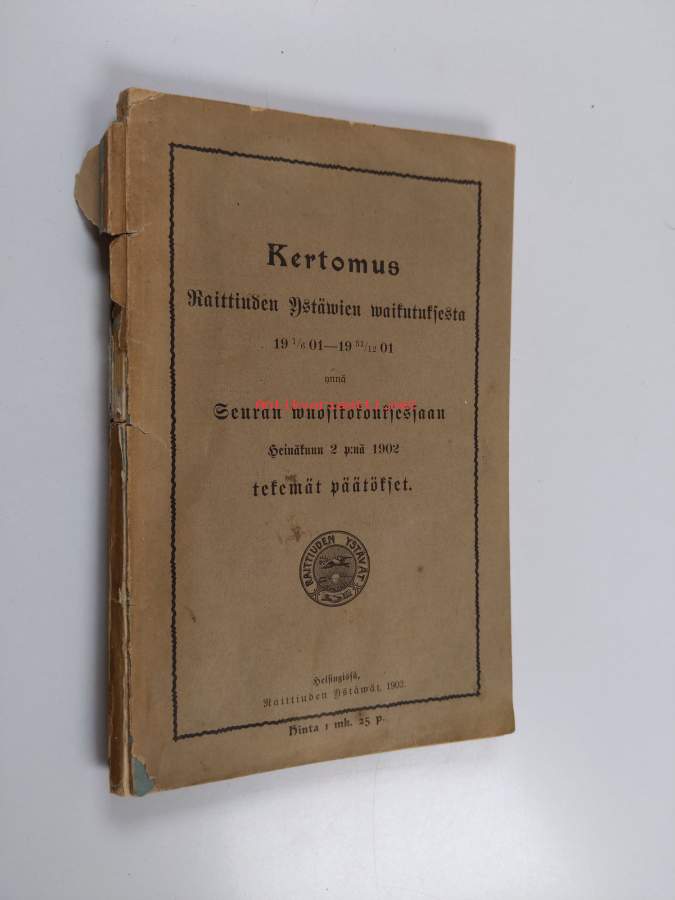 Kertomus
Raittiuden Ystäwien waikutuksesta
19 1/6 01—19 31/12 01
ynnä
Seuran wuosikokouksessaan
Heinäkuun 2 p:nä 1902
tekemät päätökset.
RAITTIUDEN YSTÄVÄT
Helsingissä,
Raittiuden Ystäwät, 1902.
Hinta 1 mk. 25 p.